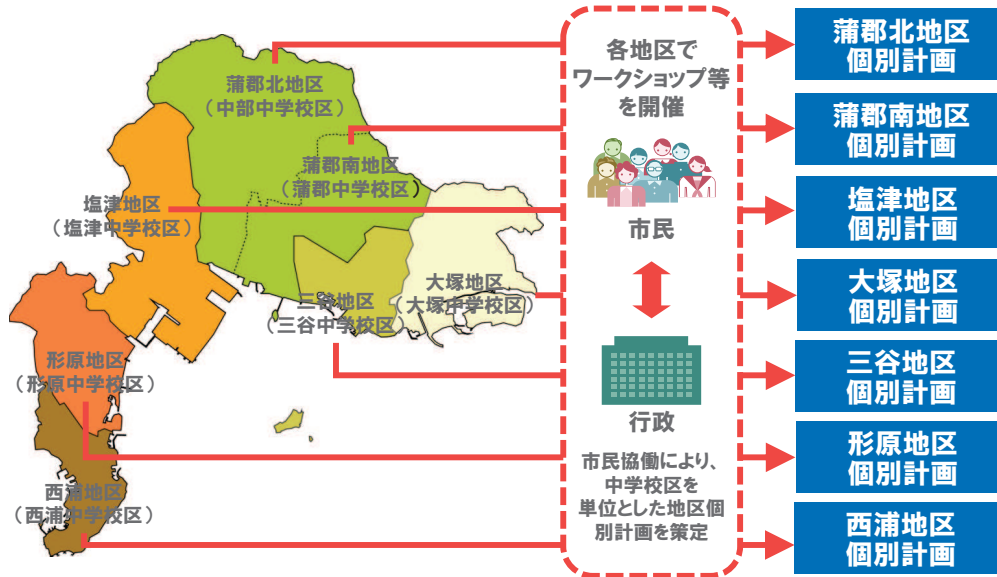 蒲郡北地区
（中部中学校区）
蒲郡南地区
（蒲郡中学校区）
塩津地区
（塩津中学校区）
大塚地区
（大塚中学校区）
三谷地区
（三谷中学校区）
形原地区
（形原中学校区）
西浦地区
（西浦中学校区）
各地区で
ワークショップ等
を開催
市民
行政
市民協働により、
中学校区を
単位とした地区個
別計画を策定
蒲郡北地区
個別計画
蒲郡南地区
個別計画
塩津地区
個別計画
大塚地区
個別計画
三谷地区
個別計画
形原地区
個別計画
西浦地区
個別計画